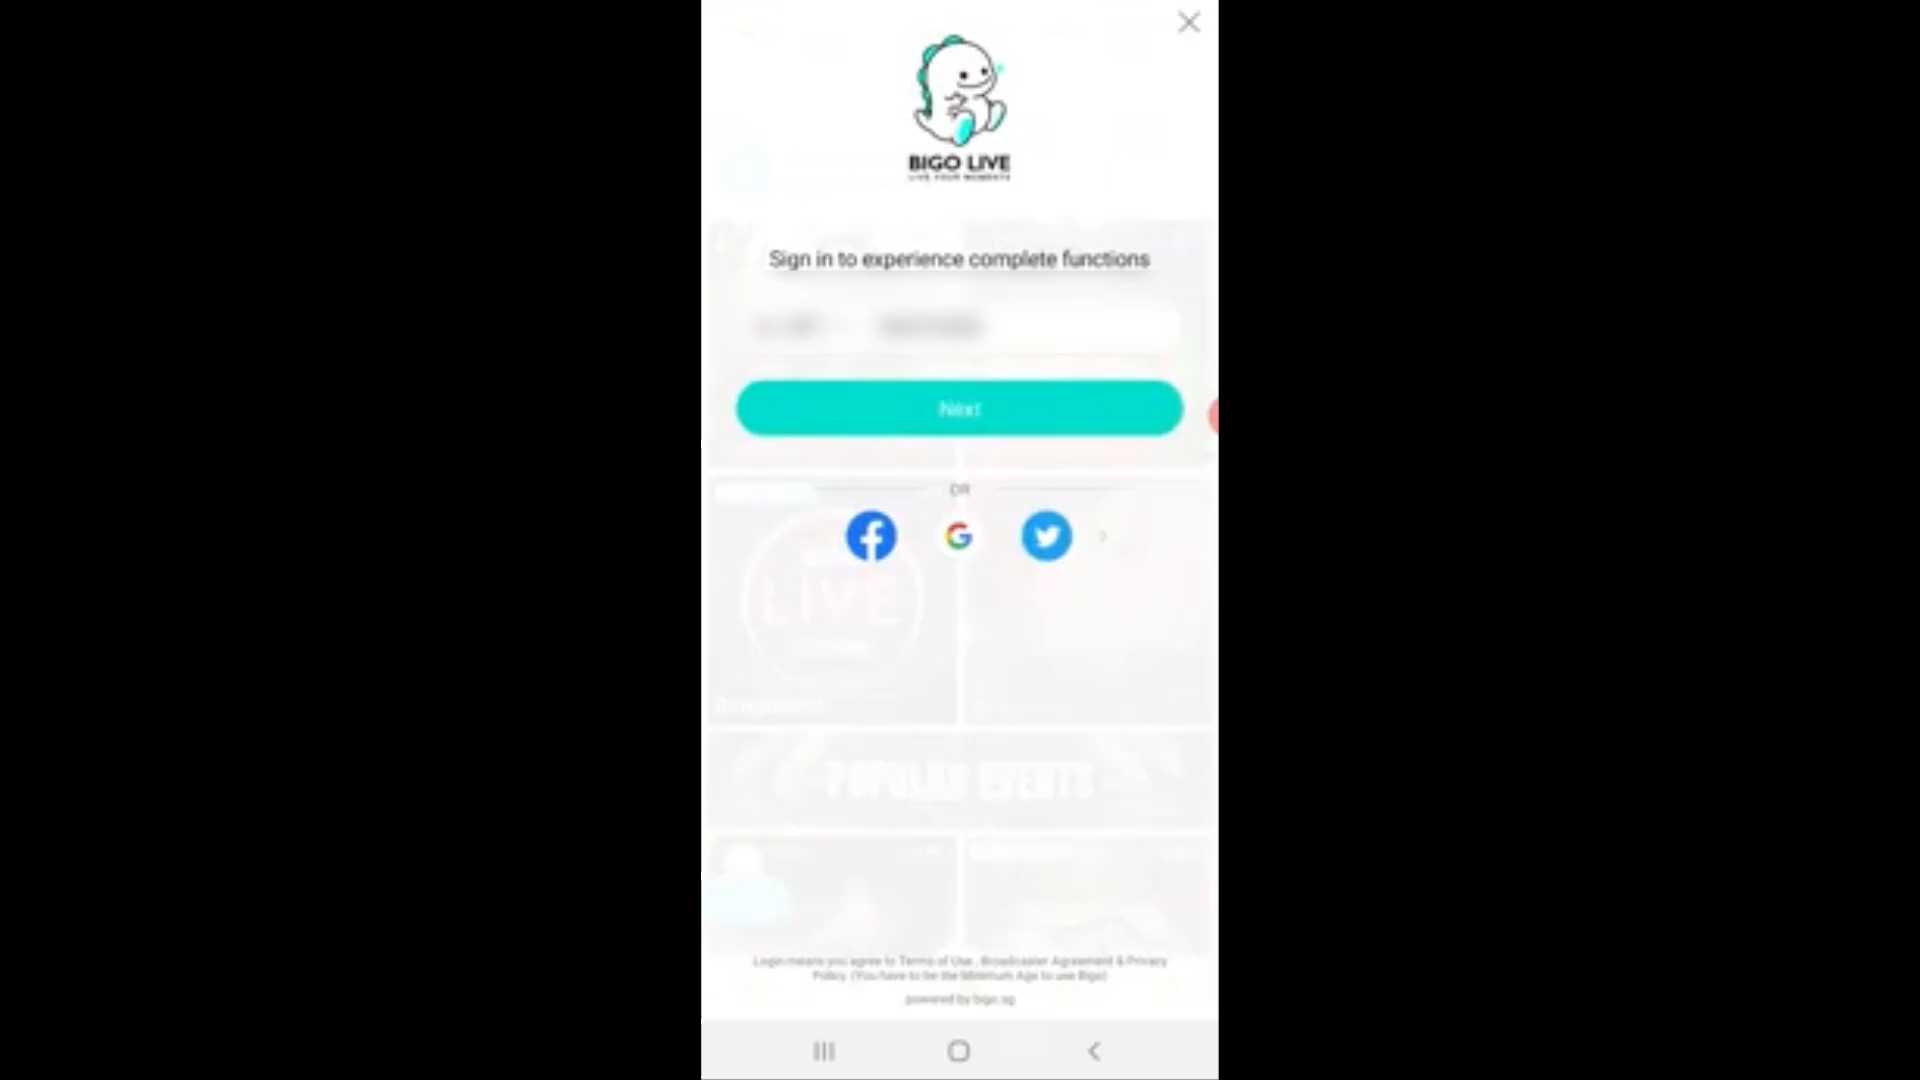 BIGO LIVE
LIVE YOUR MOMENTS
Sign in to experience complete functions
Next
OR
LIVE
POPULAR EVENTS
Login means you agree to Terms of Use , Broadcaster Agreement & Privacy
Policy. (You have to be the Minimum Age to use Bigo)
powered by bigo.sg